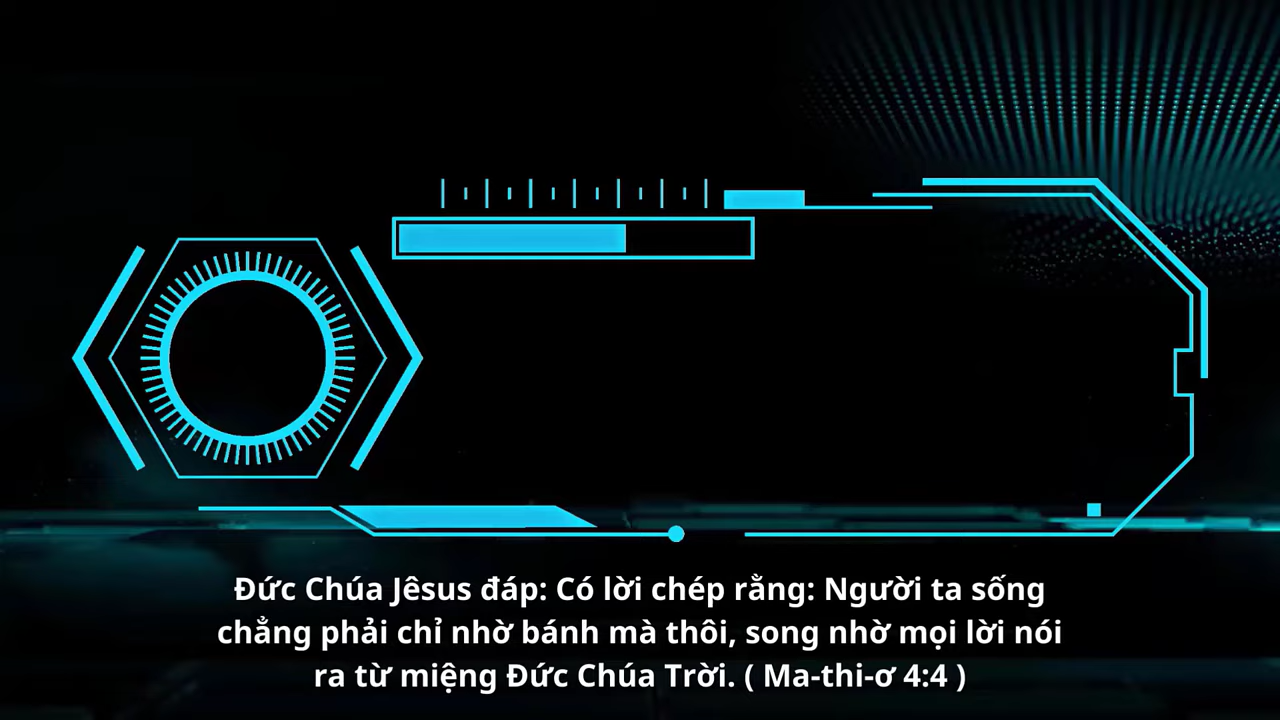 Đức Chúa Jêsus đáp: Có lời chép rằng: Người ta sống
chẳng phải chỉ nhờ bánh mà thôi, song nhờ mọi lời nói
ra từ miệng Đức Chúa Trời. ( Ma-thi-ơ 4:4 )